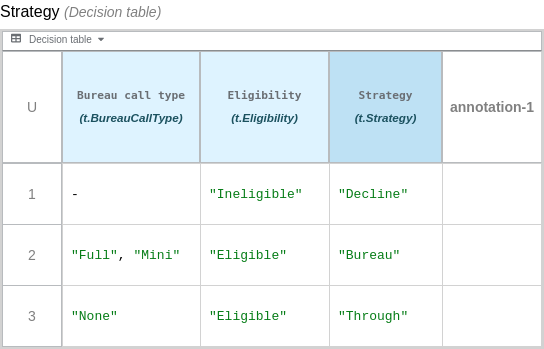 Strategy (Decision table)
Decision table
U
Bureau call type
(t.BureauCallType)
Eligibility
(t.Eligibility)
Strategy
(t.Strategy)
annotation-1
1 - "Ineligible" "Decline"
2 "Full", "Mini" "Eligible" "Bureau"
3 "None" "Eligible" "Through"